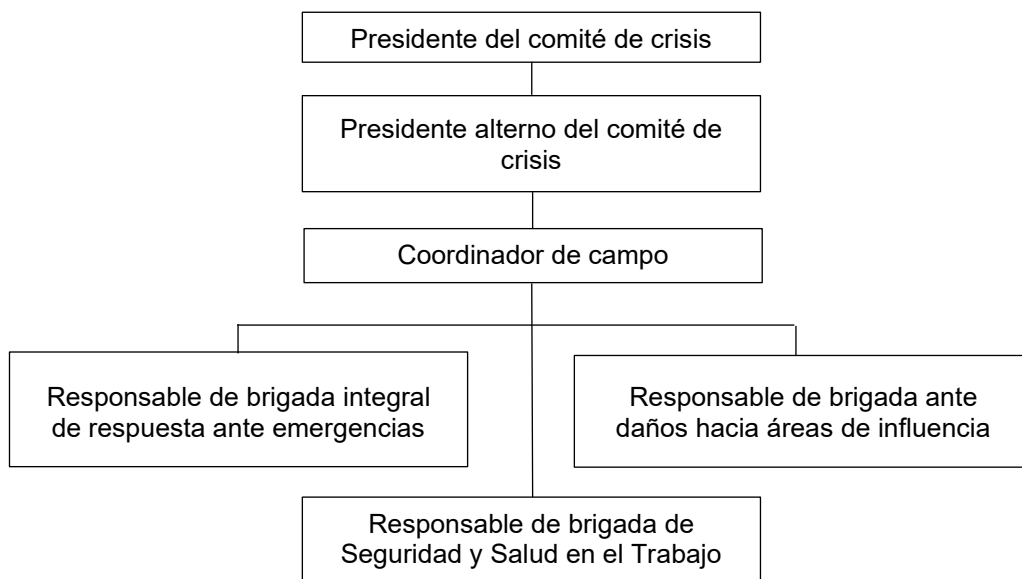 Presidente del comité de crisis
Presidente alterno del comité de
crisis
Coordinador de campo
Responsable de brigada integral
de respuesta ante emergencias
Responsable de brigada ante
daños hacia áreas de influencia
Responsable de brigada de
Seguridad y Salud en el Trabajo